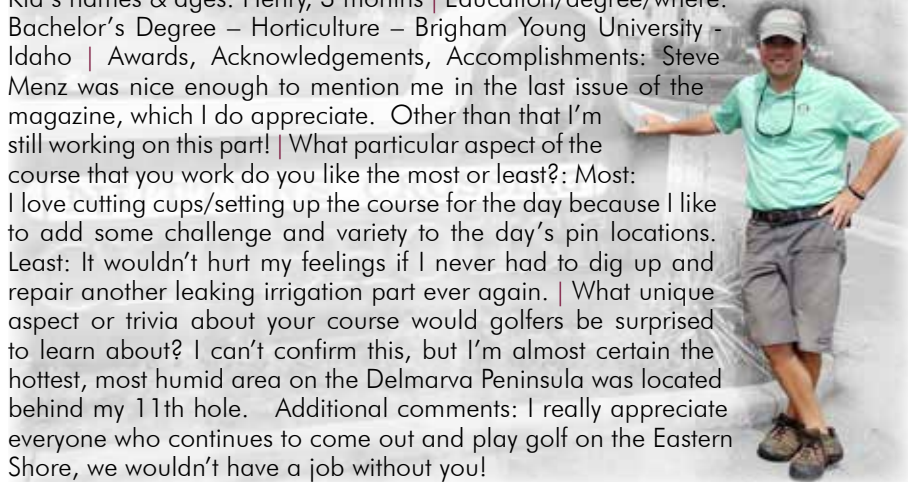 Kid's names & ages: Henry, 3 months | Education/degree/where:
Bachelor's Degree – Horticulture – Brigham Young University -
Idaho | Awards, Acknowledgements, Accomplishments: Steve
Menz was nice enough to mention me in the last issue of the
magazine, which I do appreciate. Other than that I'm
still working on this part! | What particular aspect of the
course that you work do you like the most or least?: Most:
I love cutting cups/setting up the course for the day because I like
to add some challenge and variety to the day's pin locations.
Least: It wouldn't hurt my feelings if I never had to dig up and
repair another leaking irrigation part ever again. | What unique
aspect or trivia about your course would golfers be surprised
to learn about? I can't confirm this, but I'm almost certain the
hottest, most humid area on the Delmarva Peninsula was located
behind my 11th hole. Additional comments: I really appreciate
everyone who continues to come out and play golf on the Eastern
Shore, we wouldn't have a job without you!